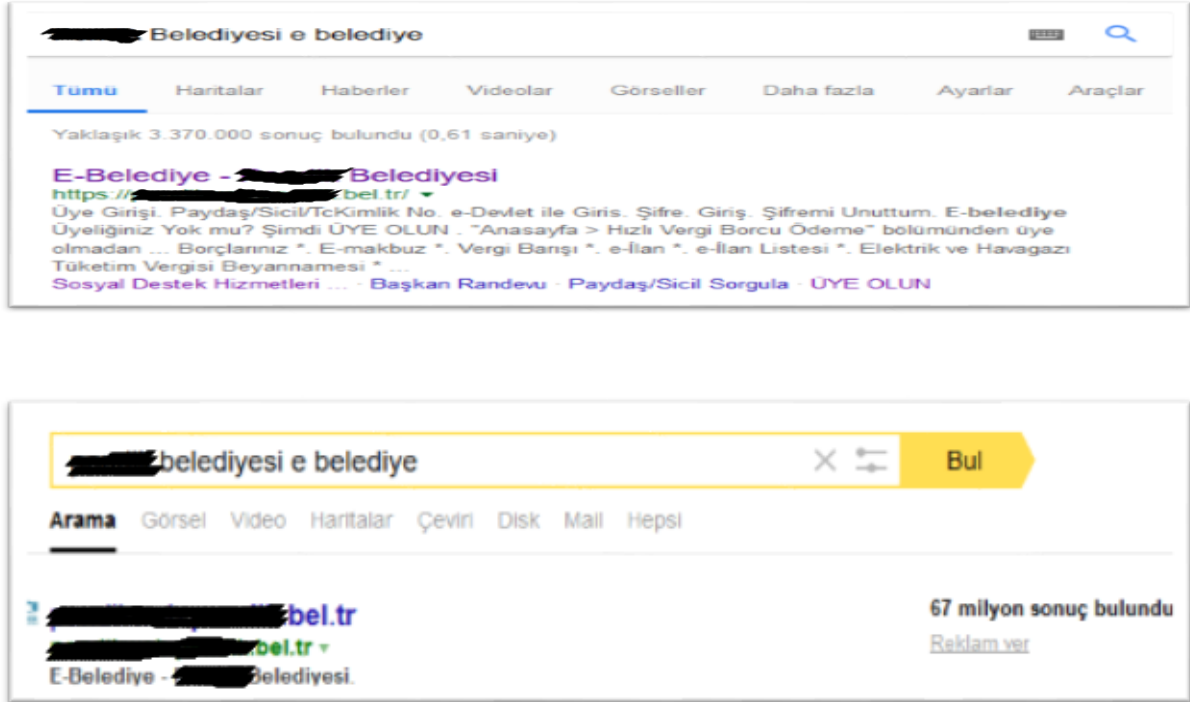 Belediyesi e belediye
Tümü Haritalar Haberler Videolar Görseller Daha fazla Ayarlar Araçlar
Yaklaşık 3.370.000 sonuç bulundu (0,61 saniye)
E-Belediye - Belediyesi
https:// .bel.tr/
Üye Girişi. Paydaş/Sicil/TcKimlik No. e-Devlet ile Giris. Şifre. Giriş. Şifremi Unuttum. E-belediye
Üyeliğiniz Yok mu? Şimdi ÜYE OLUN . "Anasayfa > Hızlı Vergi Borcu Ödeme" bölümünden üye
olmadan ... Borçlarınız *. E-makbuz *. Vergi Barışı *. e-İlan *. e-İlan Listesi *. Elektrik ve Havagazı
Tüketim Vergisi Beyannamesi * ...
Sosyal Destek Hizmetleri ... · Başkan Randevu · Paydaş/Sicil Sorgula · ÜYE OLUN
belediyesi e belediye
Bul
Arama Görsel Video Haritalar Çeviri Disk Mail Hepsi
bel.tr
.bel.tr
E-Belediye - Belediyesi.
67 milyon sonuç bulundu
Reklam ver